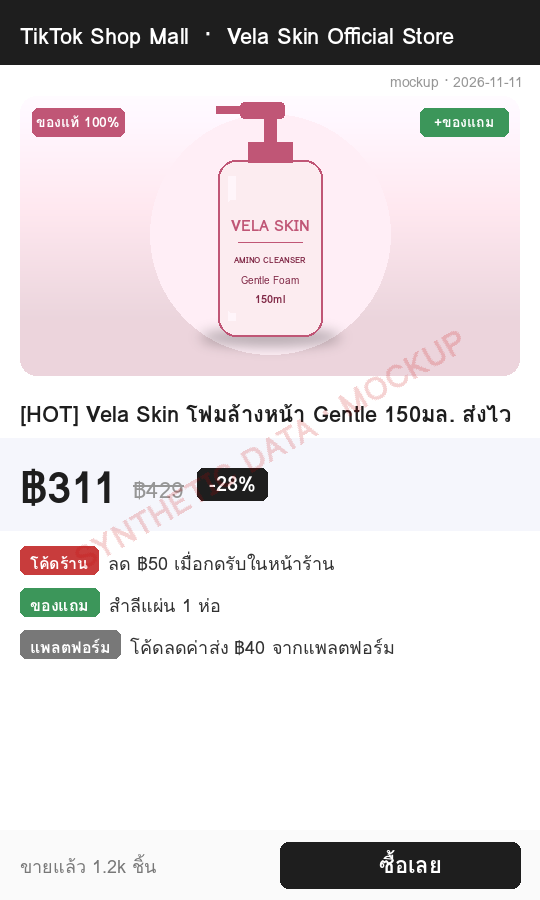 TikTok Shop Mall · Vela Skin Official Store
mockup · 2026-11-11
ของแท้ 100%
+ของแถม
VELA SKIN
AMINO CLEANSER
Gentle Foam
150ml
SYNTHETIC DATA · MOCKUP
[HOT] Vela Skin โฟมล้างหน้า Gentle 150มล. ส่งไว
฿311 ฿429 -28%
โค้ดร้าน ลด ฿50 เมื่อกดรับในหน้าร้าน
ของแถม สำลีแผ่น 1 ห่อ
แพลตฟอร์ม โค้ดลดค่าส่ง ฿40 จากแพลตฟอร์ม
ขายแล้ว 1.2k ชิ้น
ซื้อเลย